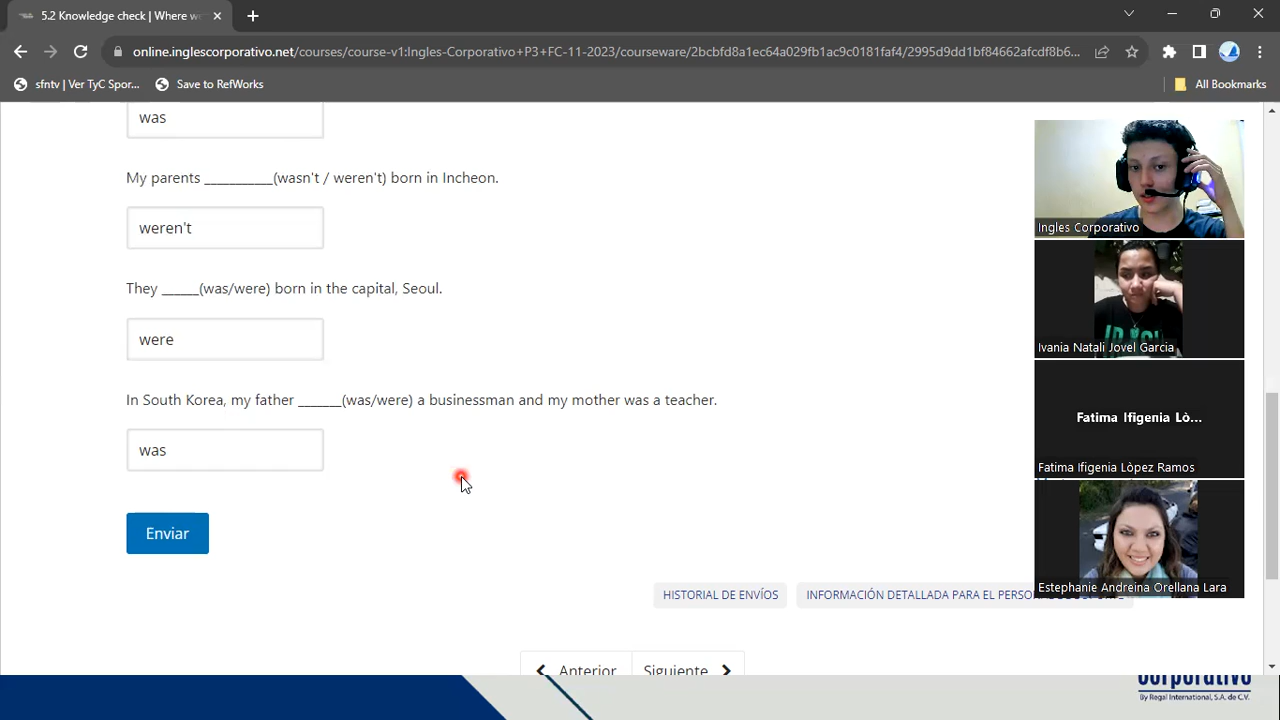 5.2 Knowledge check | Where w
online.inglescorporativo.net/courses/course-v1:Ingles-Corporativo+P3+FC-11-2023/courseware/2bcbfd8a1ec64a029fb1ac9c0181faf4/2995d9dd1bf84662afcdf8b6...
sfntv | Ver TyC Spor...
Save to RefWorks
All Bookmarks
was
My parents ___________(wasn't / weren't) born in Incheon.
weren't
They ______(was/were) born in the capital, Seoul.
were
In South Korea, my father _______(was/were) a businessman and my mother was a teacher.
was
Enviar
HISTORIAL DE ENVÍOS
INFORMACIÓN DETALLADA PARA EL PERSO
Anterior
Siguiente
Ingles Corporativo
Ivania Natali Jovel Garcia
Fatima Ifigenia Lò...
Fatima Ifigenia Lòpez Ramos
Estephanie Andreina Orellana Lara
Corporativo
By Regal International, S.A. de C.V.